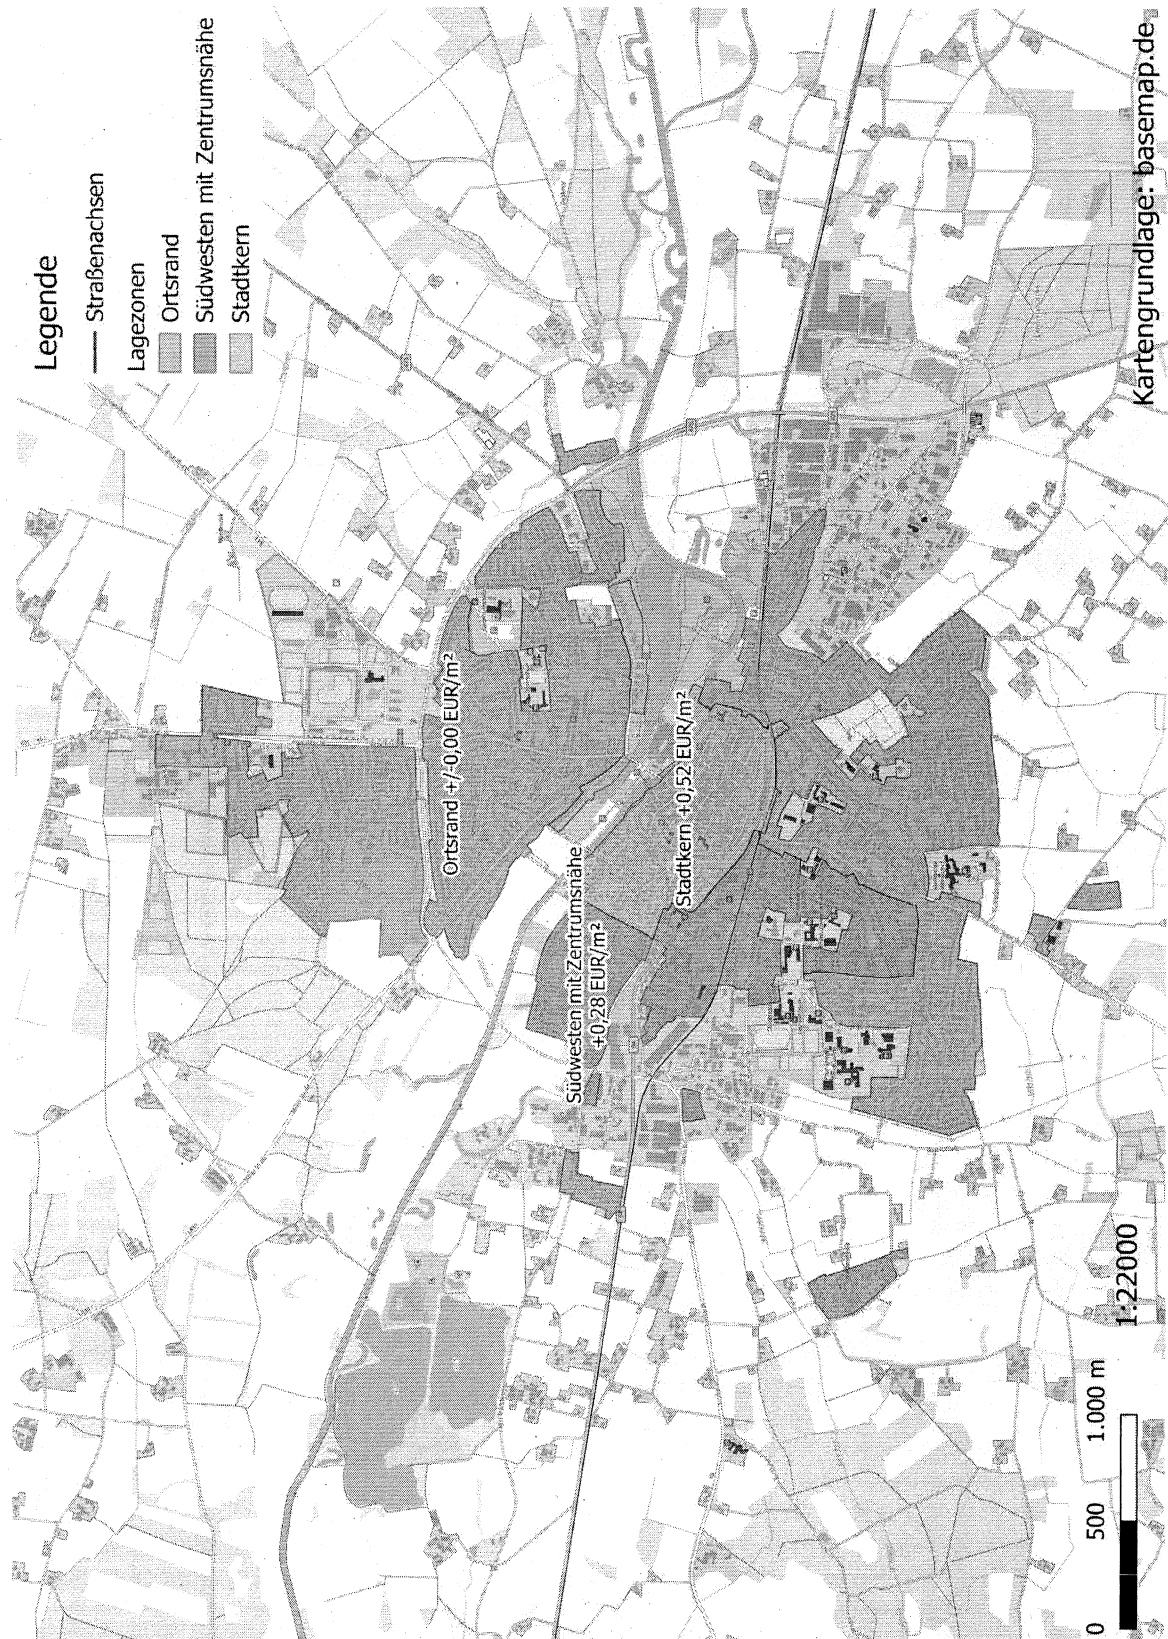 Legende
Straßenachsen
Lagezonen
Ortsrand
Südwesten mit Zentrumsnähe
Stadtkern
Ortsrand +/-0,00 EUR/m²
Südwesten mit Zentrumsnähe
+0,28 EUR/m²
Stadtkern +0,52 EUR/m²
0 500 1.000 m
1:22000
Kartengrundlage: basemap.de